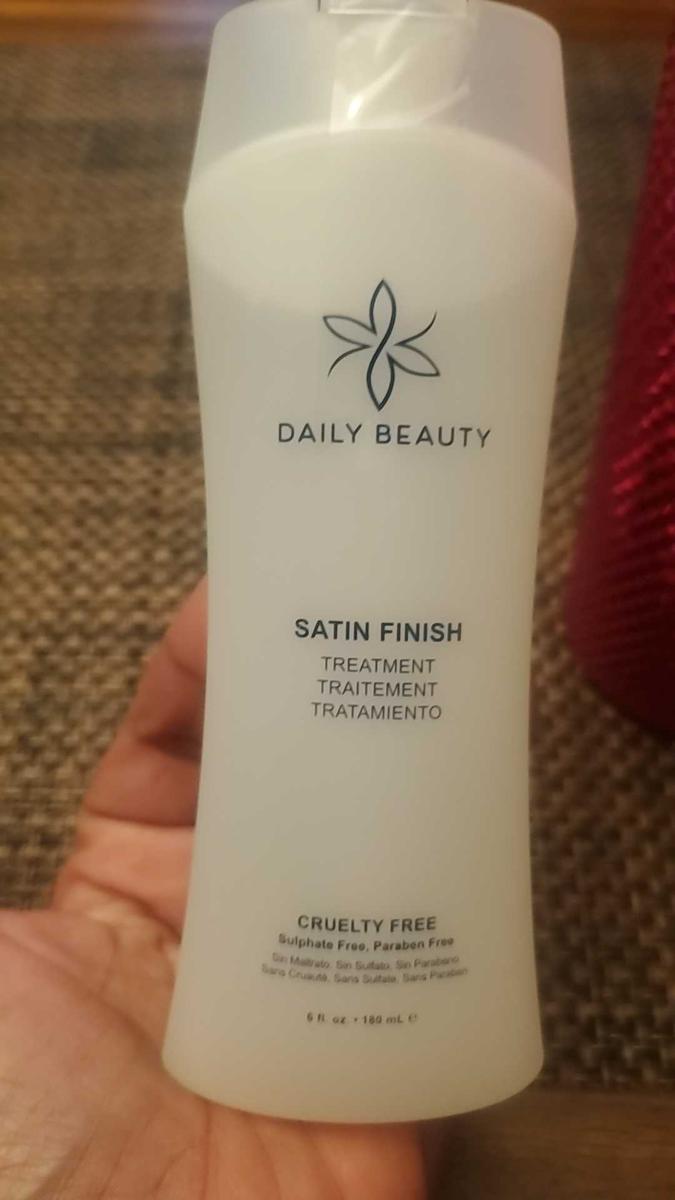 DAILY BEAUTY
SATIN FINISH
TREATMENT
TRAITEMENT
TRATAMIENTO
CRUELTY FREE
Sulphate Free, Paraben Free
Sin Maltrato, Sin Sulfato, Sin Parabeno
Sans Cruauté, Sans Sulfate, Sans Paraben
6 fl. oz. • 180 mL ℮